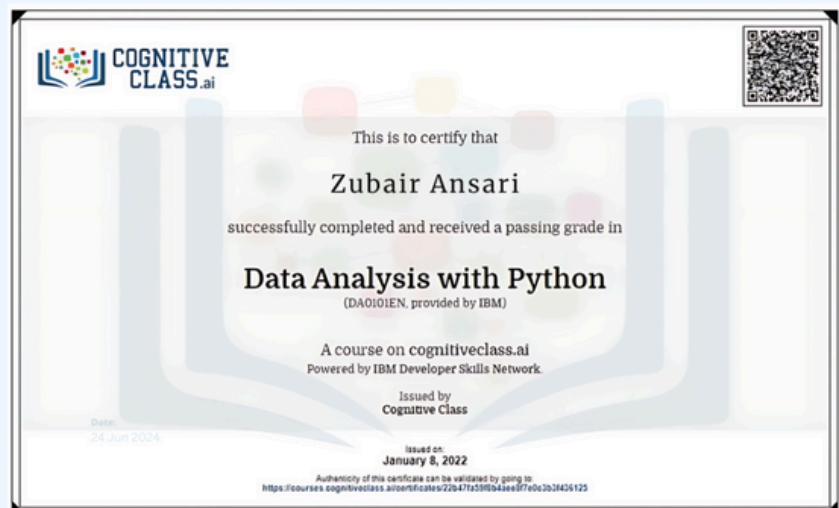 COGNITIVE
CLASS.ai
This is to certify that
Zubair Ansari
successfully completed and received a passing grade in
Data Analysis with Python
(DA0101EN, provided by IBM)
A course on cognitiveclass.ai
Powered by IBM Developer Skills Network.
Issued by
Cognitive Class
Date:
24 Jun 2024
Issued on:
January 8, 2022
Authenticity of this certificate can be validated by going to: